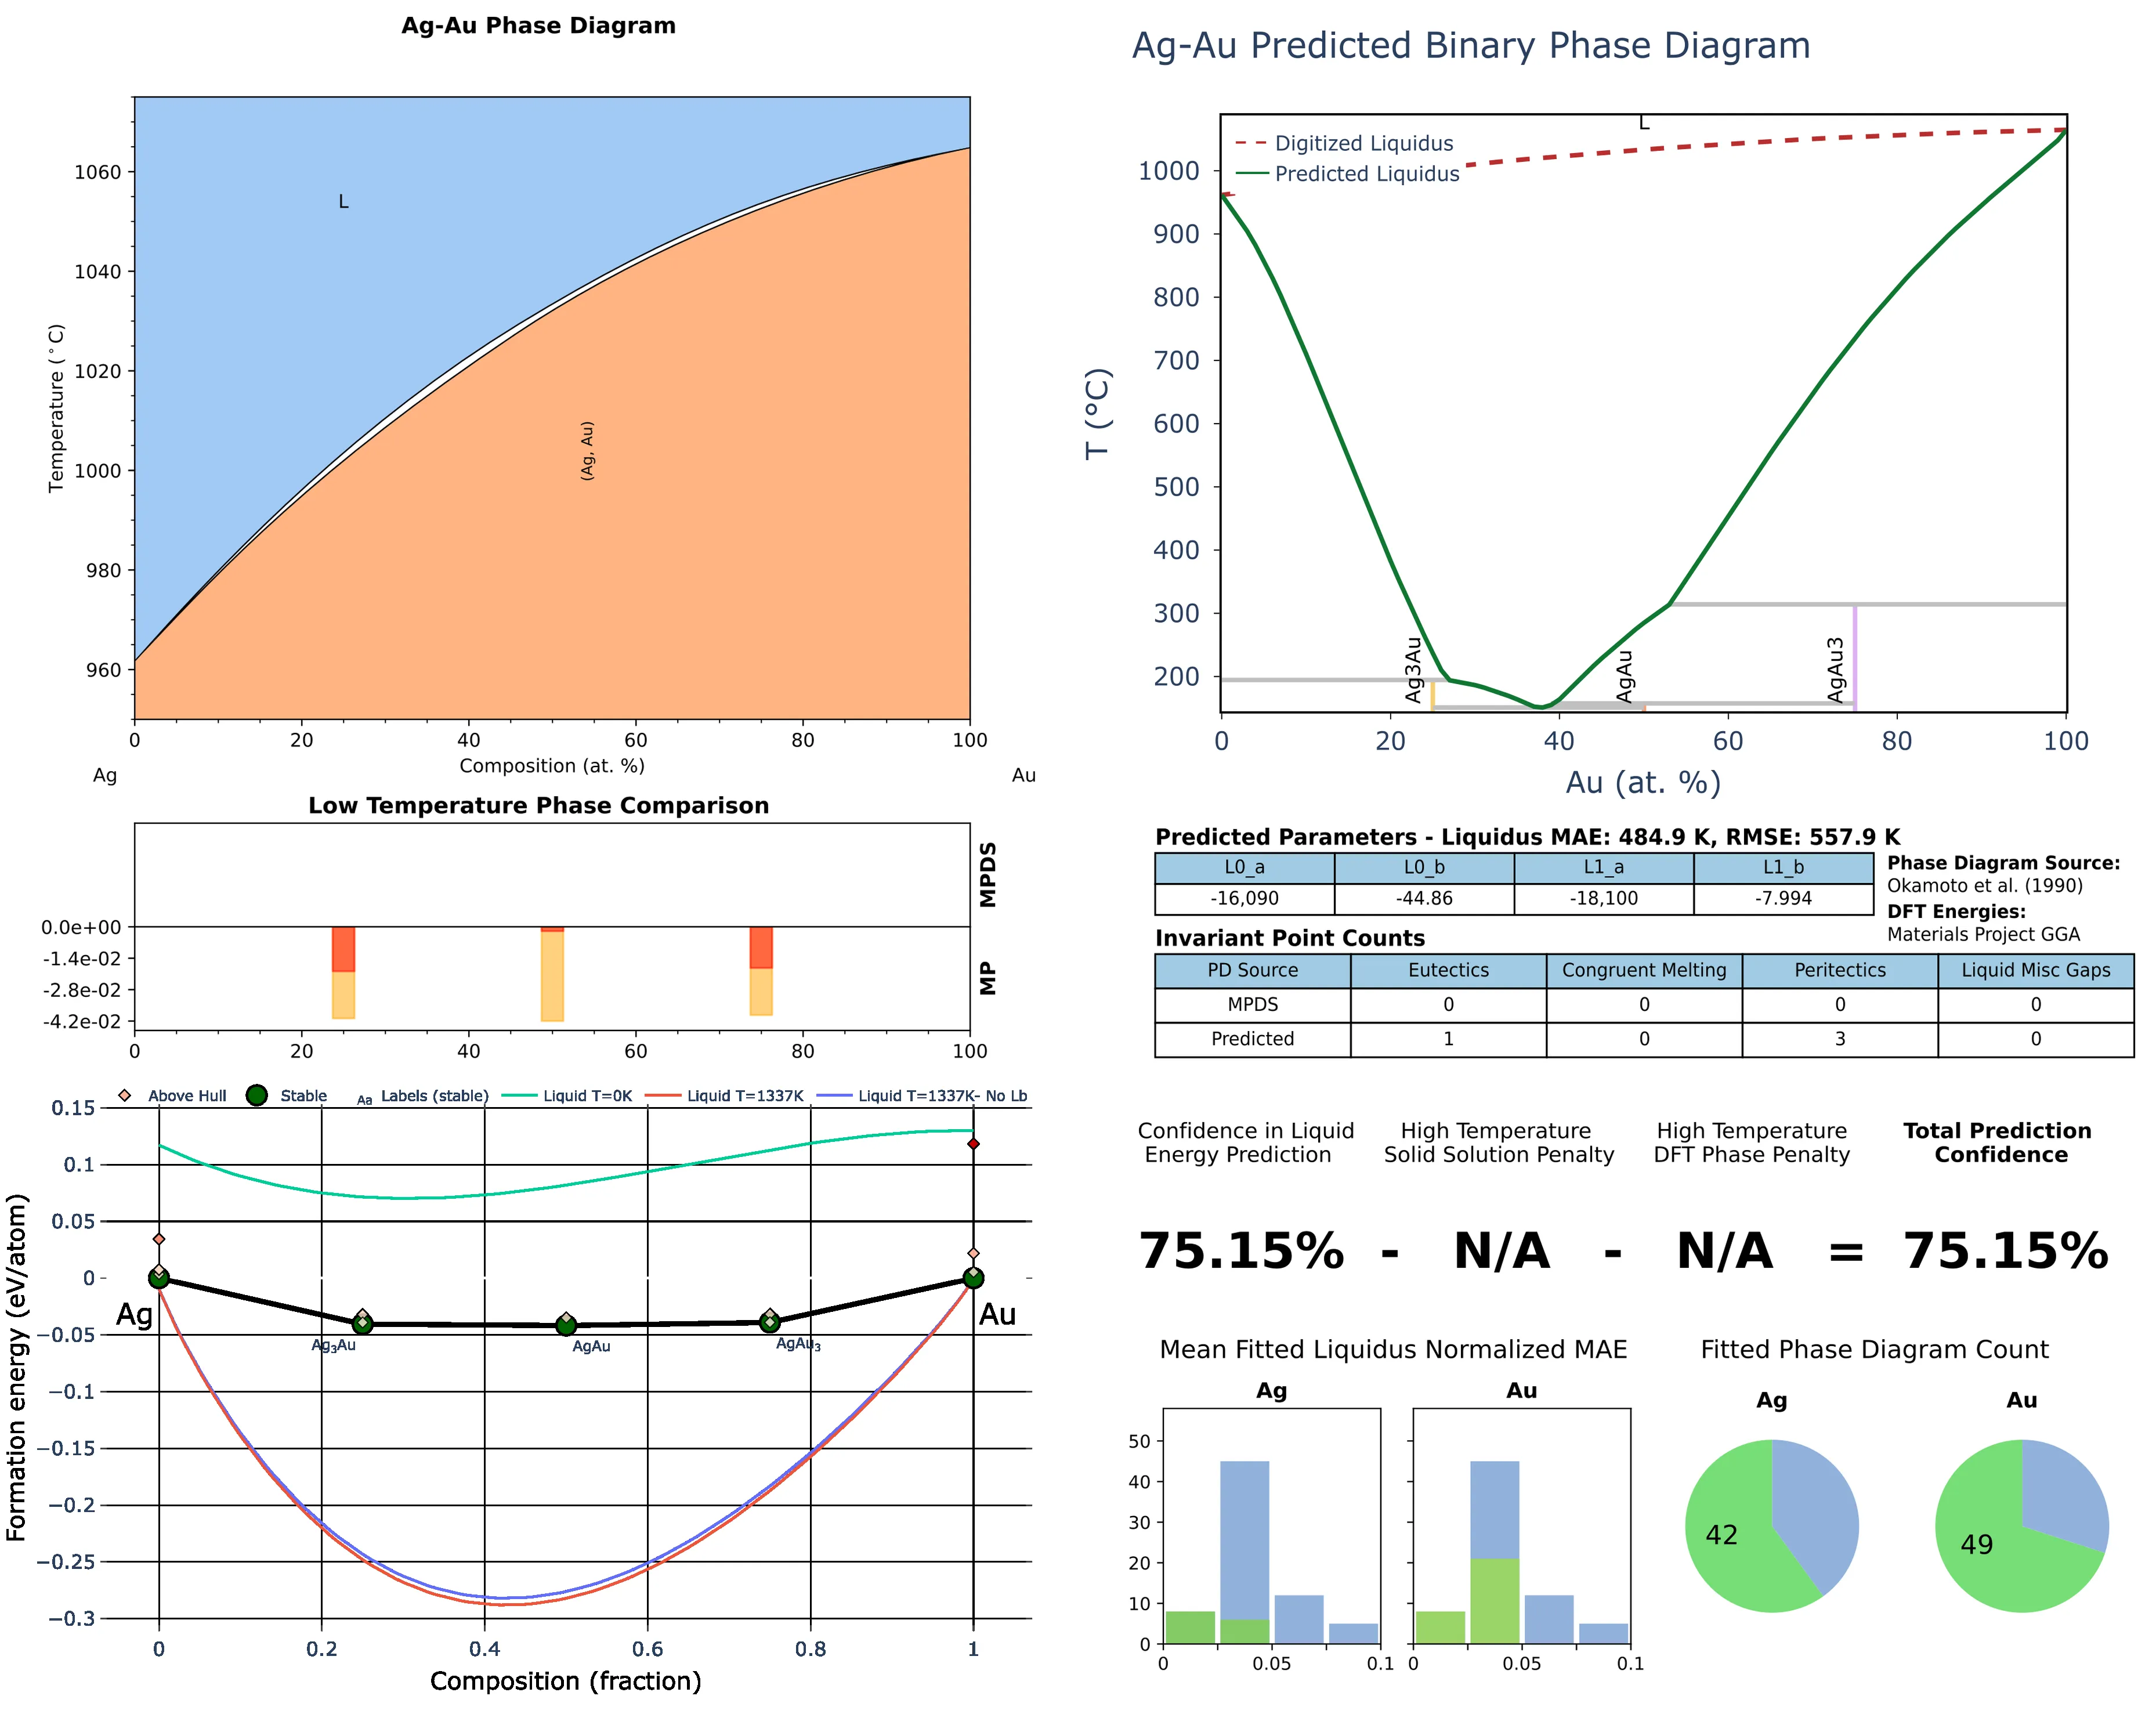 Ag-Au Phase Diagram
1060
1040
1020
1000
980
960
Temperature (°C)
L
(Ag, Au)
0 20 40 60 80 100
Ag Composition (at. %) Au
Low Temperature Phase Comparison
0.0e+00
-1.4e-02
-2.8e-02
-4.2e-02
MPDS
MP
0 20 40 60 80 100
Above Hull Stable Aa Labels (stable) Liquid T=0K Liquid T=1337K Liquid T=1337K- No Lb
0.15
0.1
0.05
0
−0.05
−0.1
−0.15
−0.2
−0.25
−0.3
Formation energy (eV/atom)
Ag
Au
Ag₃Au
AgAu
AgAu₃
0 0.2 0.4 0.6 0.8 1
Composition (fraction)
Ag-Au Predicted Binary Phase Diagram
L
Digitized Liquidus
Predicted Liquidus
1000
900
800
700
600
500
400
300
200
T (°C)
Ag3Au
AgAu
AgAu3
0 20 40 60 80 100
Au (at. %)
Predicted Parameters - Liquidus MAE: 484.9 K, RMSE: 557.9 K
L0_a L0_b L1_a L1_b
-16,090 -44.86 -18,100 -7.994
Phase Diagram Source:
Okamoto et al. (1990)
DFT Energies:
Materials Project GGA
Invariant Point Counts
PD Source Eutectics Congruent Melting Peritectics Liquid Misc Gaps
MPDS 0 0 0 0
Predicted 1 0 3 0
Confidence in Liquid
Energy Prediction
High Temperature
Solid Solution Penalty
High Temperature
DFT Phase Penalty
Total Prediction
Confidence
75.15% - N/A - N/A = 75.15%
Mean Fitted Liquidus Normalized MAE
Ag
Au
50
40
30
20
10
0
0 0.05 0.1
0 0.05 0.1
Fitted Phase Diagram Count
Ag
Au
42
49